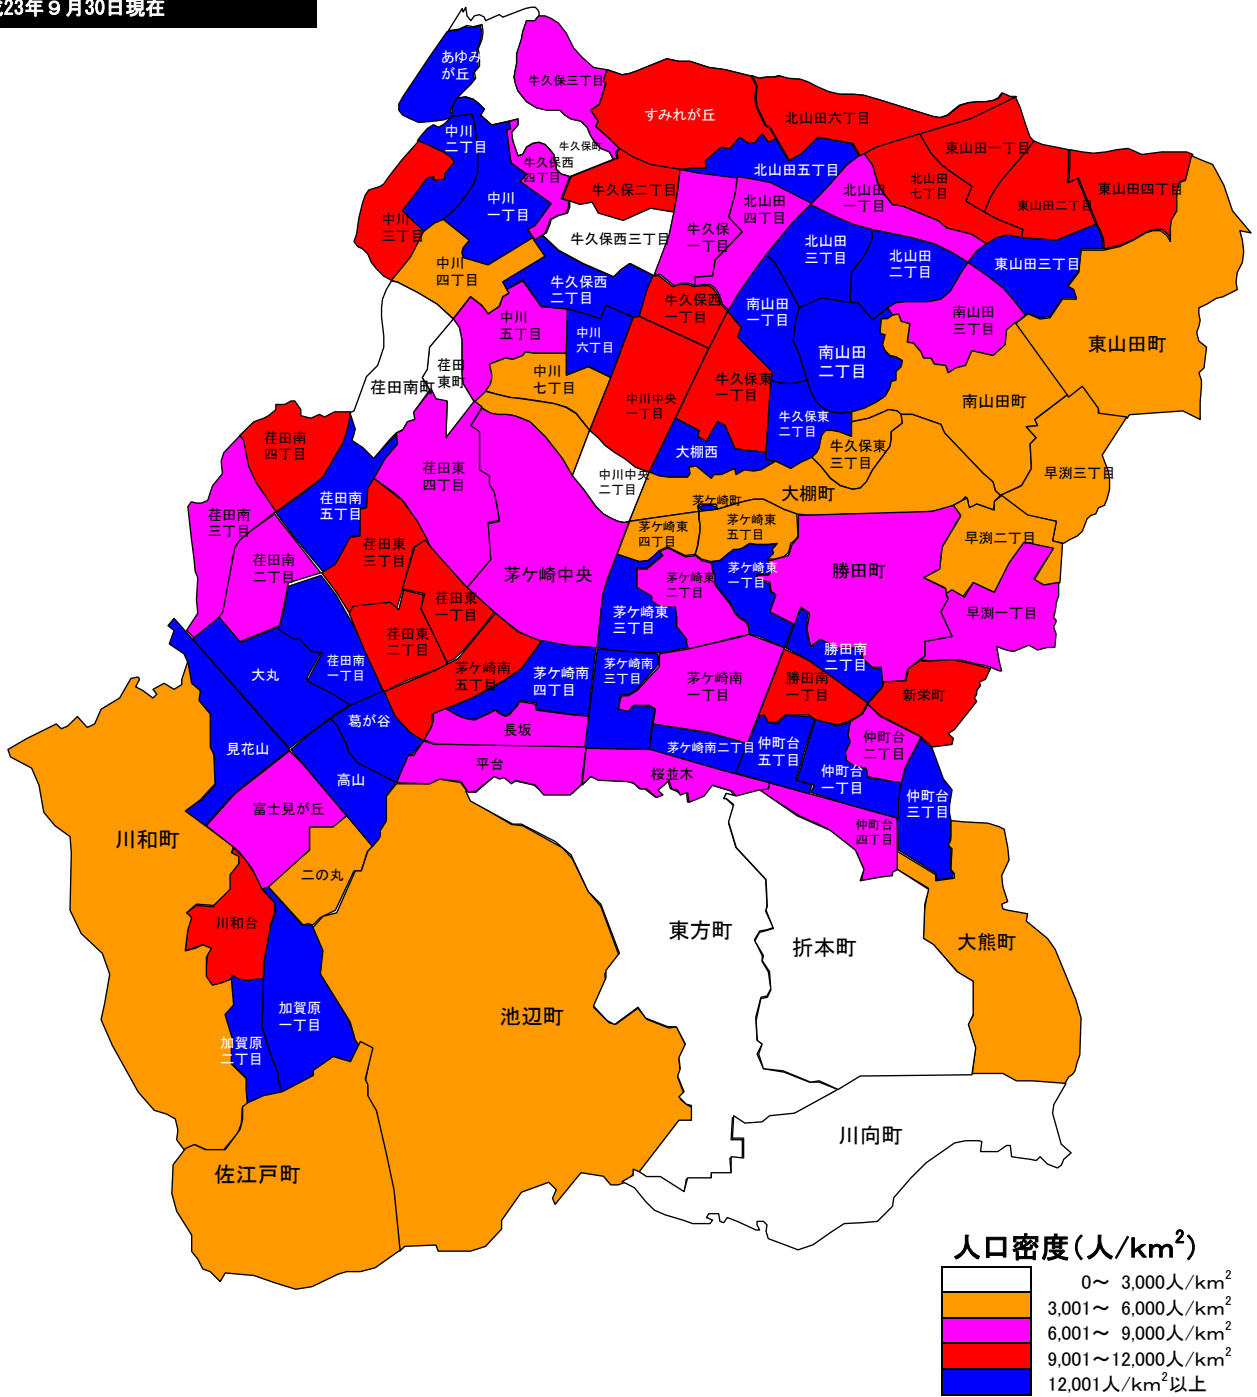 23年９月30日現在
あゆみ
が丘
牛久保三丁目
すみれが丘
北山田六丁目
中川
二丁目
牛久保町
牛久保西
四丁目
北山田五丁目
東山田一丁目
中川
一丁目
牛久保二丁目
北山田
四丁目
北山田
一丁目
北山田
七丁目
東山田二丁目
東山田四丁目
中川
三丁目
牛久保西三丁目
牛久保
一丁目
北山田
三丁目
北山田
二丁目
東山田三丁目
中川
四丁目
牛久保西
二丁目
牛久保西
一丁目
南山田
一丁目
南山田
三丁目
中川
五丁目
中川
六丁目
南山田
二丁目
東山田町
荏田
東町
荏田南町
中川
七丁目
中川中央
一丁目
牛久保東
一丁目
南山田町
牛久保東
二丁目
荏田南
四丁目
大棚西
牛久保東
三丁目
荏田東
四丁目
中川中央
二丁目
早渕三丁目
荏田南
五丁目
大棚町
茅ケ崎町
荏田南
三丁目
茅ケ崎東
四丁目
茅ケ崎東
五丁目
早渕二丁目
荏田東
三丁目
荏田南
二丁目
茅ケ崎中央
茅ケ崎東
二丁目
茅ケ崎東
一丁目
勝田町
荏田東
一丁目
茅ケ崎東
三丁目
早渕一丁目
荏田東
二丁目
大丸
荏田南
一丁目
茅ケ崎南
五丁目
茅ケ崎南
四丁目
茅ケ崎南
三丁目
茅ケ崎南
一丁目
勝田南
二丁目
勝田南
一丁目
新栄町
見花山
葛が谷
長坂
茅ケ崎南二丁目
仲町台
五丁目
仲町台
二丁目
高山
平台
桜並木
仲町台
一丁目
仲町台
三丁目
富士見が丘
川和町
仲町台
四丁目
二の丸
川和台
東方町
折本町
大熊町
加賀原
一丁目
池辺町
加賀原
二丁目
川向町
佐江戸町
人口密度(人/km²)
0～ 3,000人/km²
3,001～ 6,000人/km²
6,001～ 9,000人/km²
9,001～12,000人/km²
12,001人/km²以上